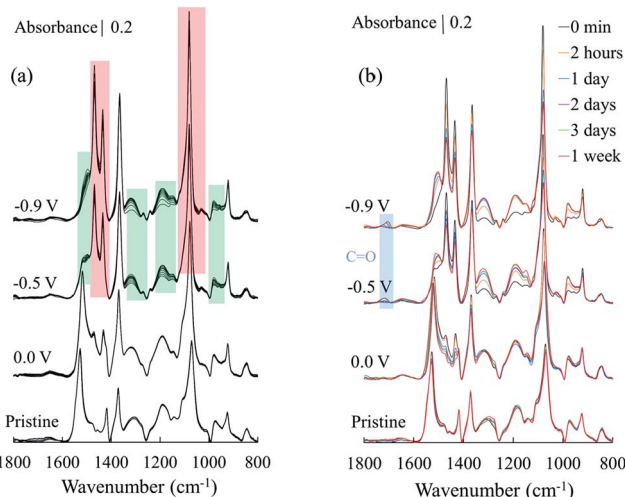 Absorbance | 0.2
(a)
-0.9 V
-0.5 V
0.0 V
Pristine
1800 1600 1400 1200 1000 800
Wavenumber (cm⁻¹)
Absorbance | 0.2
(b)
0 min
2 hours
1 day
2 days
3 days
1 week
-0.9 V
C=O
-0.5 V
0.0 V
Pristine
1800 1600 1400 1200 1000 800
Wavenumber (cm⁻¹)